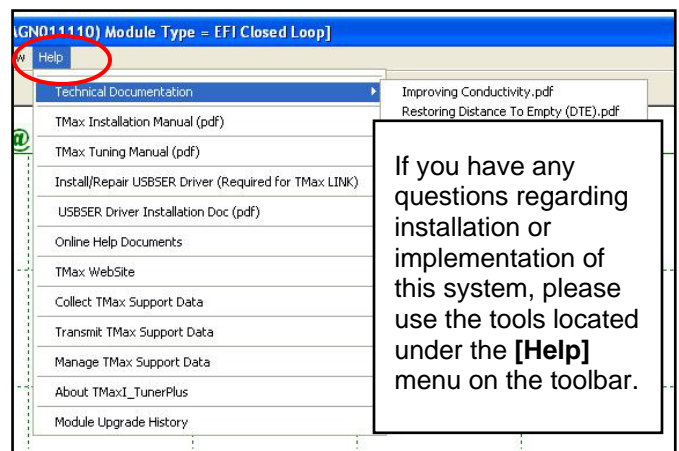 AGN011110) Module Type = EFI Closed Loop]
w Help
Technical Documentation
Improving Conductivity.pdf
Restoring Distance To Empty (DTE).pdf
TMax Installation Manual (pdf)
@
TMax Tuning Manual (pdf)
Install/Repair USBSER Driver (Required for TMax LINK)
USBSER Driver Installation Doc (pdf)
Online Help Documents
TMax WebSite
Collect TMax Support Data
Transmit TMax Support Data
Manage TMax Support Data
About TMaxI_TunerPlus
Module Upgrade History
If you have any
questions regarding
installation or
implementation of
this system, please
use the tools located
under the [Help]
menu on the toolbar.